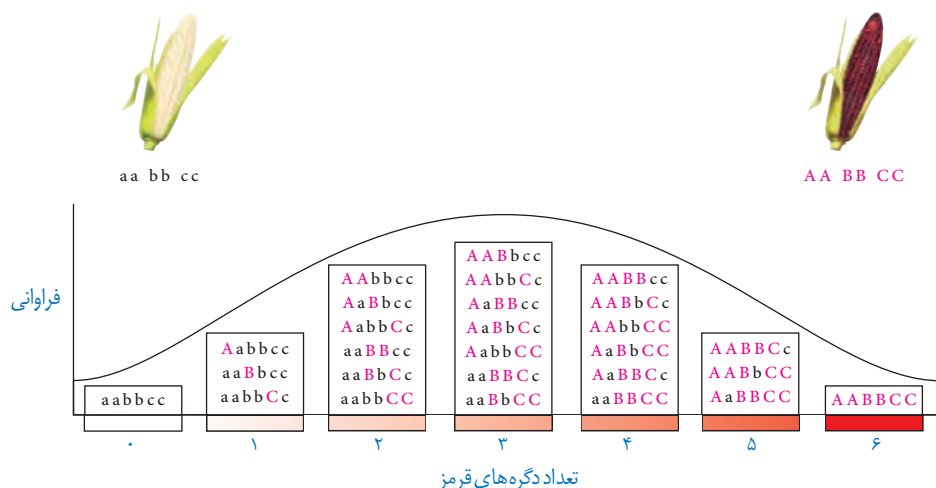 aa bb cc
AA BB CC
فراوانی
aabbcc
Aabbcc
aaBbcc
aabbCc
AAbbcc
AaBbcc
AabbCc
aaBBcc
aaBbCc
aabbCC
AABbcc
AAbbCc
AaBBcc
AaBbCc
AabbCC
aaBBCc
aaBbCC
AABBcc
AABbCc
AAbbCC
AaBbCC
AaBBCc
aaBBCC
AABBCc
AABbCC
AaBBCC
AABBCC
۰
۱
۲
۳
۴
۵
۶
تعداد دگره‌های قرمز